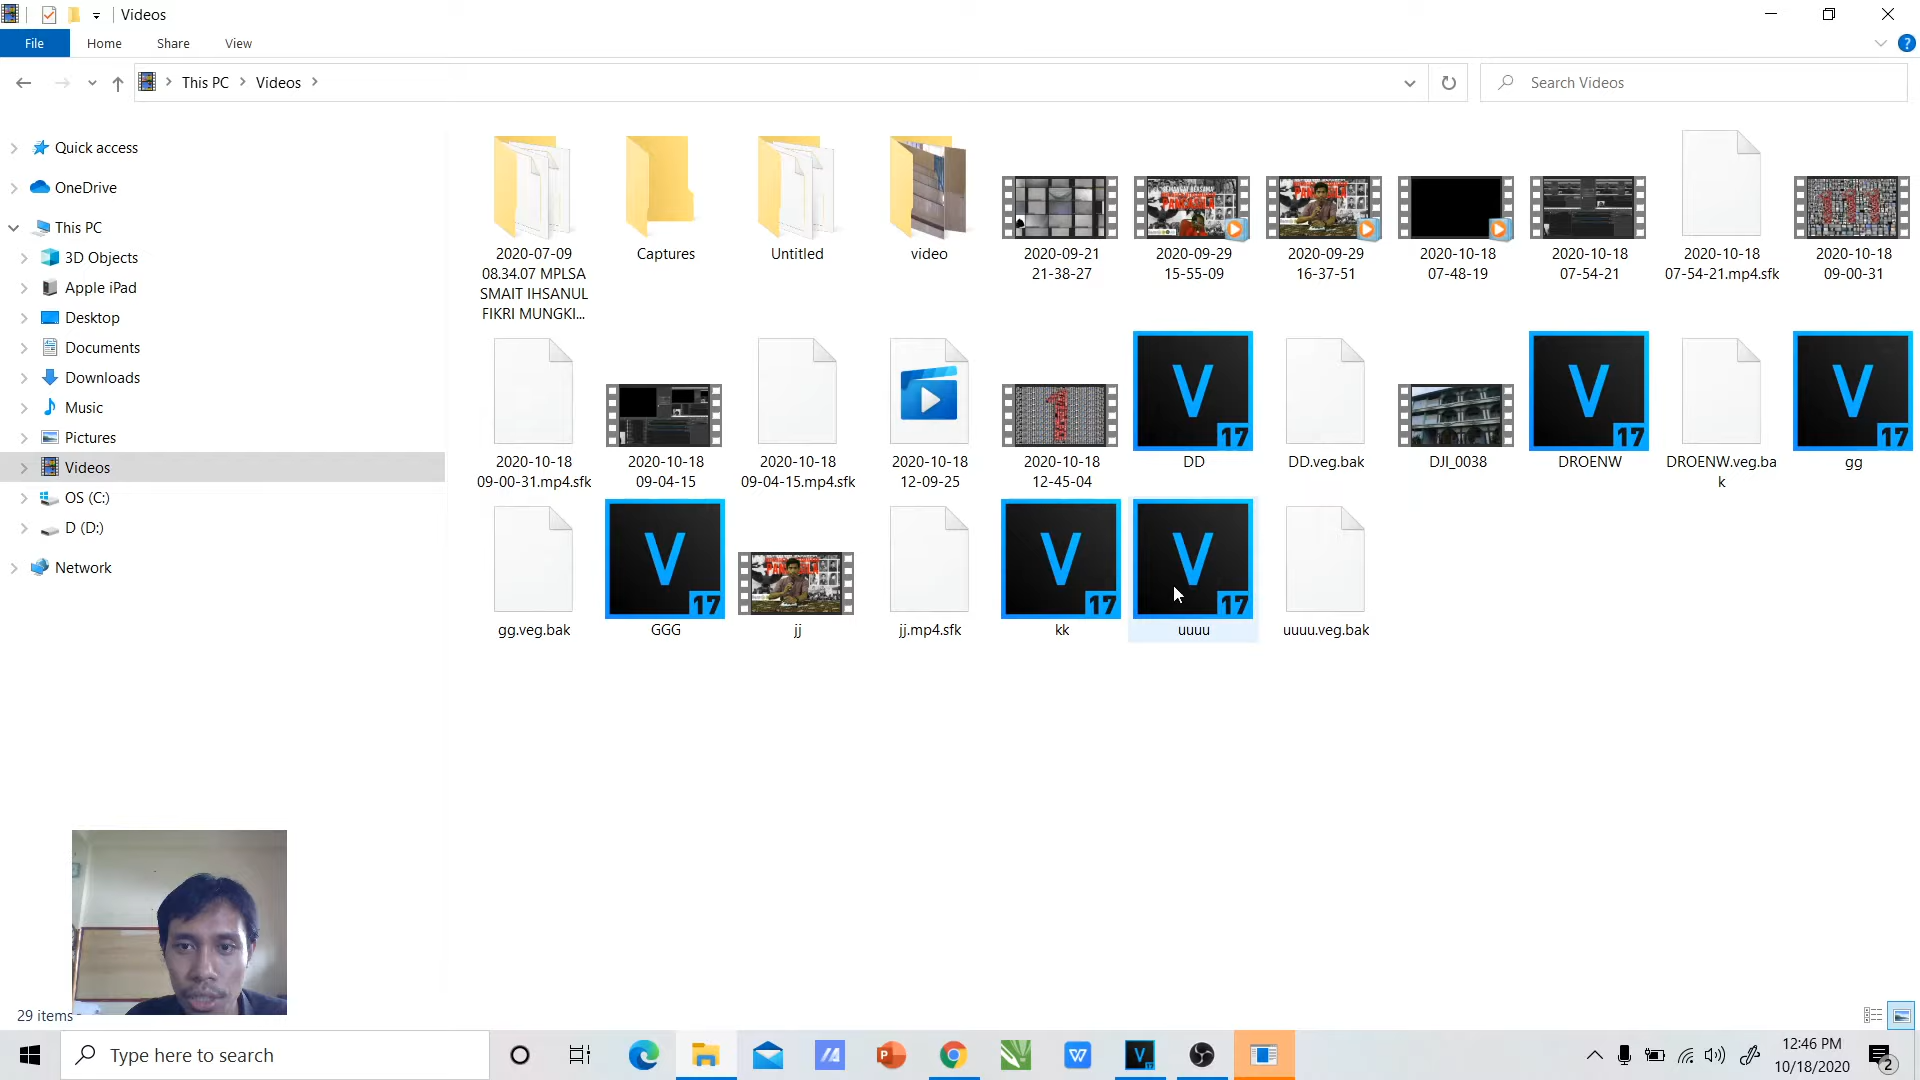 Videos
File
Home
Share
View
?
This PC
Videos
Search Videos
Quick access
OneDrive
This PC
3D Objects
Apple iPad
Desktop
Documents
Downloads
Music
Pictures
Videos
OS (C:)
D (D:)
Network
2020-07-09
08.34.07 MPLSA
SMAIT IHSANUL
FIKRI MUNGKI...
Captures
Untitled
video
2020-09-21
21-38-27
2020-09-29
15-55-09
2020-09-29
16-37-51
2020-10-18
07-48-19
2020-10-18
07-54-21
2020-10-18
07-54-21.mp4.sfk
2020-10-18
09-00-31
2020-10-18
09-00-31.mp4.sfk
2020-10-18
09-04-15
2020-10-18
09-04-15.mp4.sfk
2020-10-18
12-09-25
2020-10-18
12-45-04
V
17
DD
DD.veg.bak
DJI_0038
V
17
DROENW
DROENW.veg.ba
k
V
17
gg
gg.veg.bak
V
17
GGG
jj
jj.mp4.sfk
V
17
kk
V
17
uuuu
uuuu.veg.bak
29 items
Type here to search
12:46 PM
10/18/2020
2